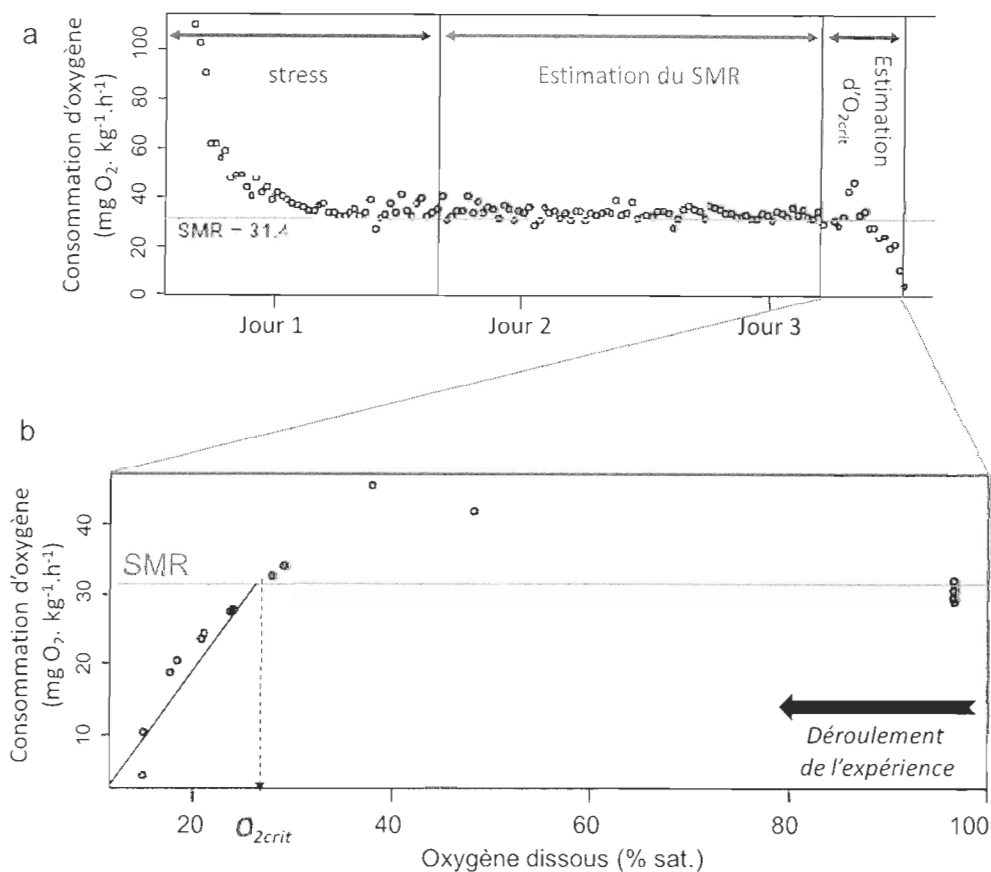 a
Consommation d'oxygène
(mg O₂. kg⁻¹.h⁻¹)
100
80
60
40
20
0
stress
Estimation du SMR
Estimation
d'O₂crit
SMR = 31.4
Jour 1
Jour 2
Jour 3
b
Consommation d'oxygène
(mg O₂. kg⁻¹.h⁻¹)
40
30
20
10
SMR
Déroulement
de l'expérience
20
O₂crit
40
60
80
100
Oxygène dissous (% sat.)